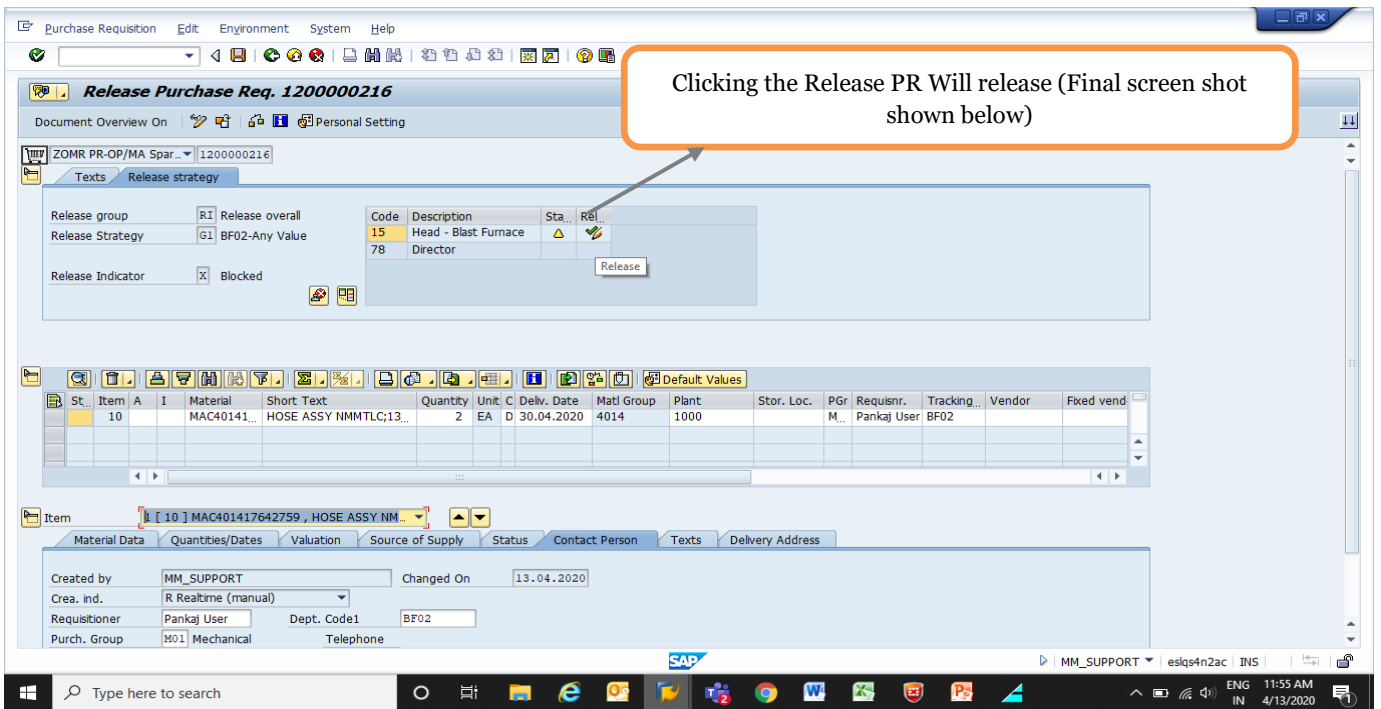 Purchase Requisition Edit Environment System Help
Clicking the Release PR Will release (Final screen shot
shown below)
Release Purchase Req. 1200000216
Document Overview On Personal Setting
ZOMR PR-OP/MA Spar... 1200000216
Texts Release strategy
Release group RI Release overall Code Description Sta... Rel...
Release Strategy G1 BF02-Any Value 15 Head - Blast Furnace
78 Director
Release
Release Indicator X Blocked
Default Values
St... Item A I Material Short Text Quantity Unit C Deliv. Date Matl Group Plant Stor. Loc. PGr Requisnr. Tracking... Vendor Fixed vend
10 MAC40141... HOSE ASSY NMMTLC;13... 2 EA D 30.04.2020 4014 1000 M... Pankaj User BF02
Item 1 [ 10 ] MAC401417642759 , HOSE ASSY NM...
Material Data Quantities/Dates Valuation Source of Supply Status Contact Person Texts Delivery Address
Created by MM_SUPPORT Changed On 13.04.2020
Crea. ind. R Realtime (manual)
Requisitioner Pankaj User Dept. Code1 BF02
Purch. Group M01 Mechanical Telephone
SAP MM_SUPPORT eslqs4n2ac INS
Type here to search ENG 11:55 AM
IN 4/13/2020